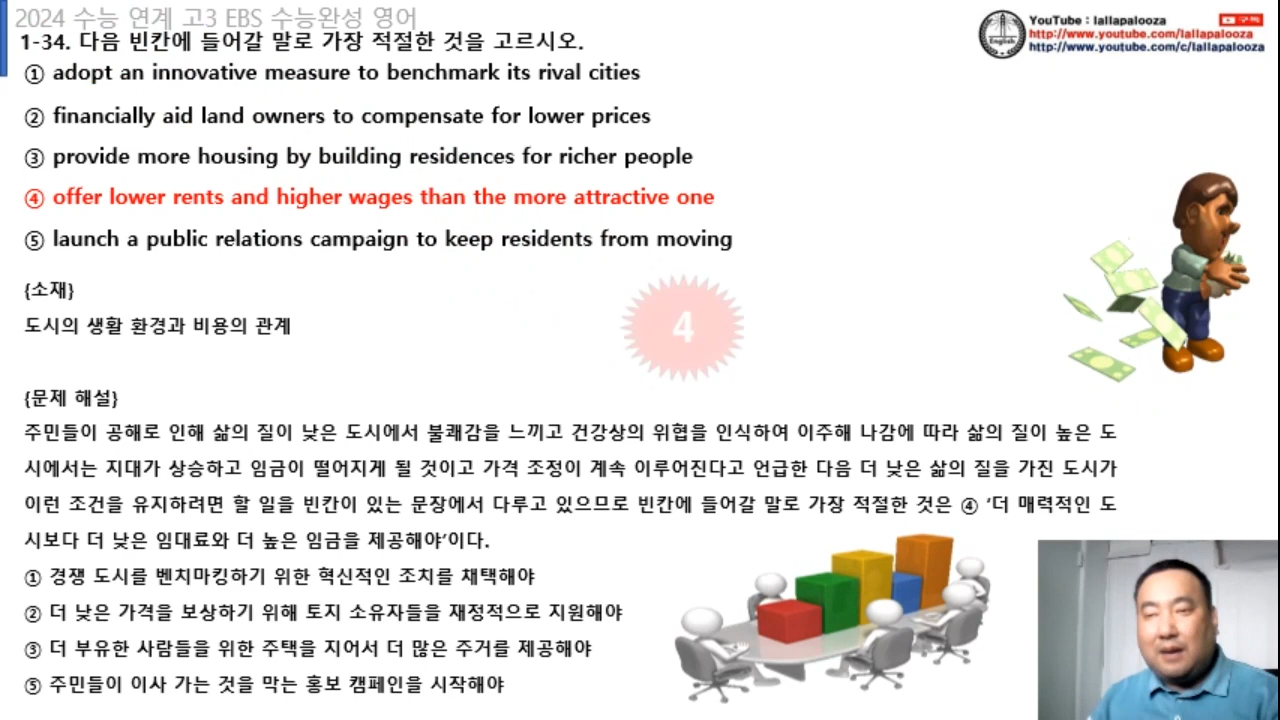 2024 수능 연계 고3 EBS 수능완성 영어
1-34. 다음 빈칸에 들어갈 말로 가장 적절한 것을 고르시오.
YouTube : lallapalooza
구독
http://www.youtube.com/lallapalooza
http://www.youtube.com/c/lallapalooza
English
① adopt an innovative measure to benchmark its rival cities
② financially aid land owners to compensate for lower prices
③ provide more housing by building residences for richer people
④ offer lower rents and higher wages than the more attractive one
⑤ launch a public relations campaign to keep residents from moving
{소재}
도시의 생활 환경과 비용의 관계
4
{문제 해설}
주민들이 공해로 인해 삶의 질이 낮은 도시에서 불쾌감을 느끼고 건강상의 위협을 인식하여 이주해 나감에 따라 삶의 질이 높은 도
시에서는 지대가 상승하고 임금이 떨어지게 될 것이고 가격 조정이 계속 이루어진다고 언급한 다음 더 낮은 삶의 질을 가진 도시가
이런 조건을 유지하려면 할 일을 빈칸이 있는 문장에서 다루고 있으므로 빈칸에 들어갈 말로 가장 적절한 것은 ④ ‘더 매력적인 도
시보다 더 낮은 임대료와 더 높은 임금을 제공해야’이다.
① 경쟁 도시를 벤치마킹하기 위한 혁신적인 조치를 채택해야
② 더 낮은 가격을 보상하기 위해 토지 소유자들을 재정적으로 지원해야
③ 더 부유한 사람들을 위한 주택을 지어서 더 많은 주거를 제공해야
⑤ 주민들이 이사 가는 것을 막는 홍보 캠페인을 시작해야